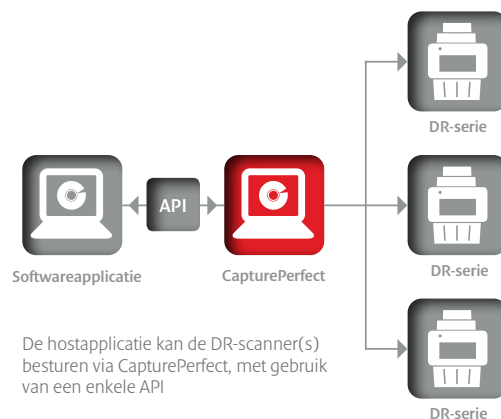 DR-serie
API
Softwareapplicatie
CapturePerfect
DR-serie
De hostapplicatie kan de DR-scanner(s)
besturen via CapturePerfect, met gebruik
van een enkele API
DR-serie